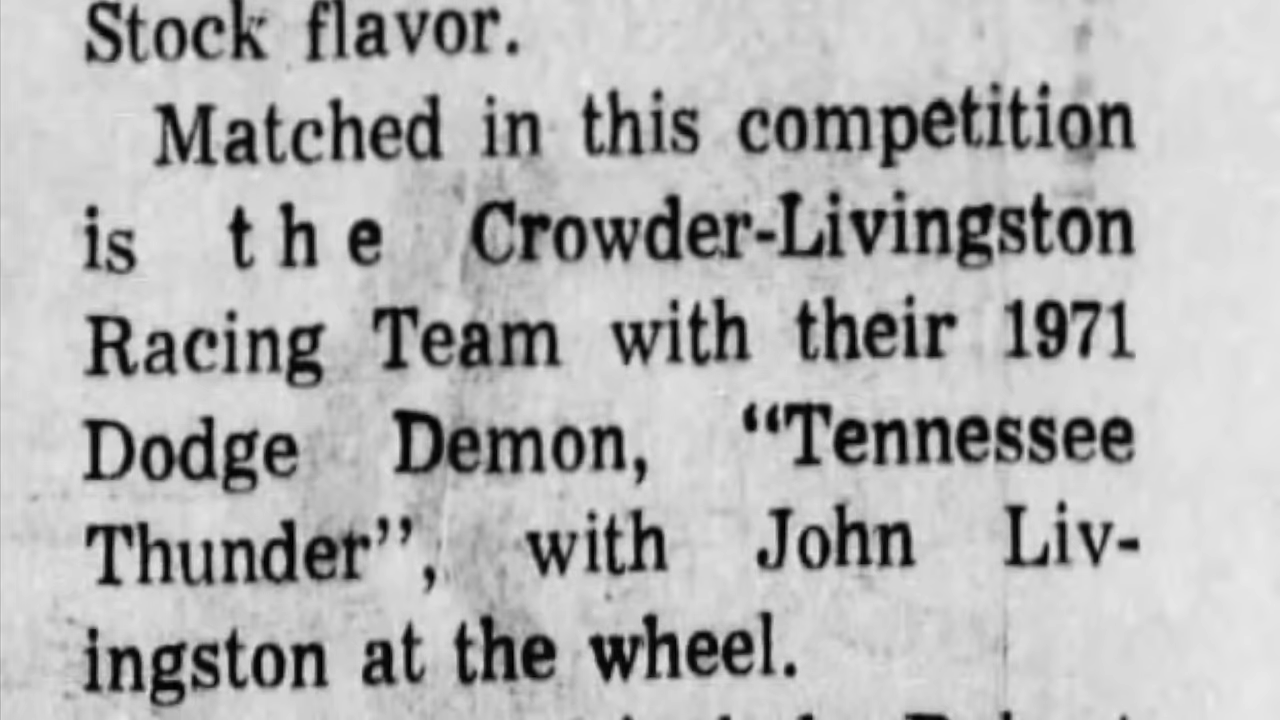 Stock flavor.
Matched in this competition
is the Crowder-Livingston
Racing Team with their 1971
Dodge Demon, “Tennessee
Thunder”, with John Liv-
ingston at the wheel.